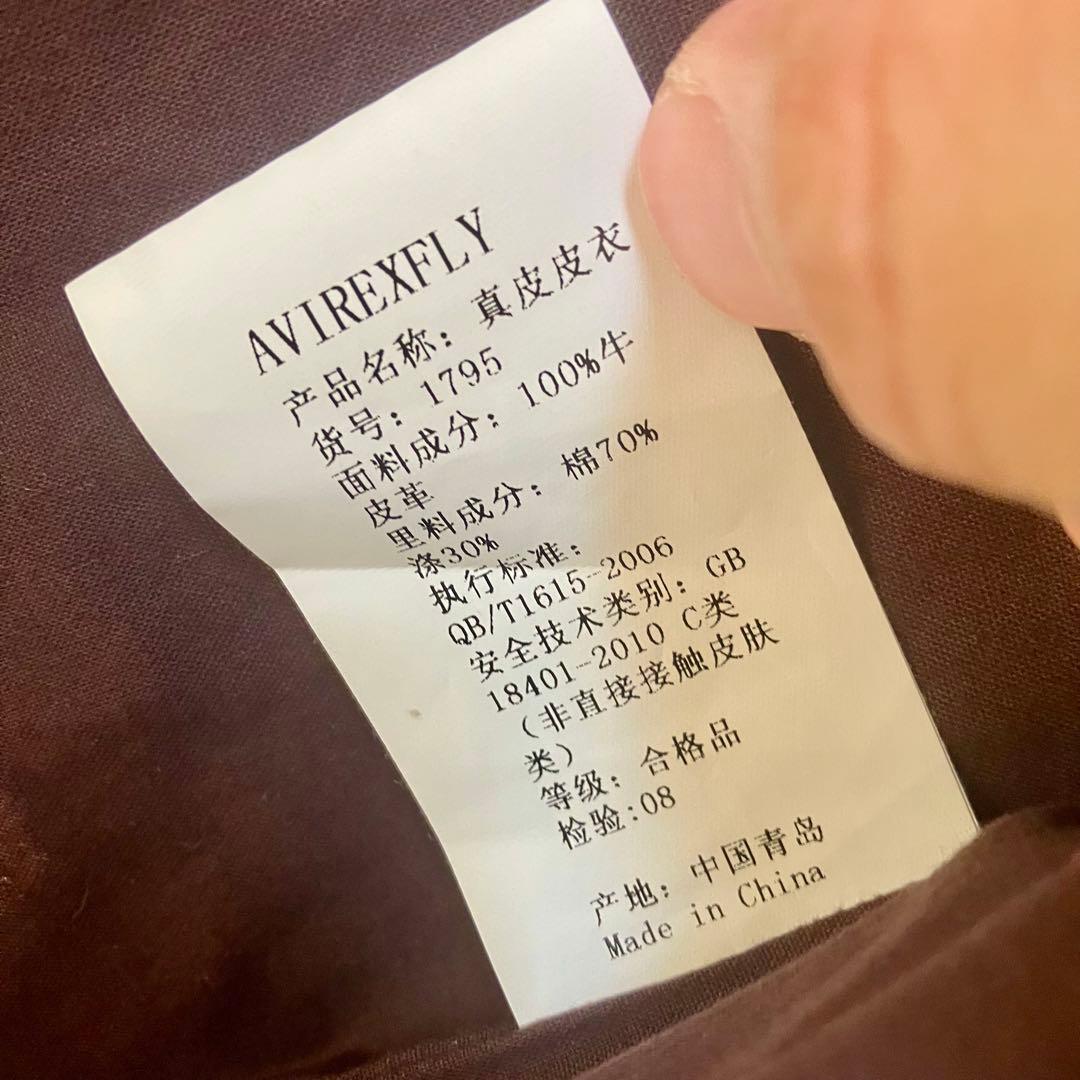 AVIREXFLY
产品名称：真皮皮衣
货号：1795
面料成分：100%牛
皮革
里料成分：棉70%
涤30%
执行标准：
QB/T1615-2006
安全技术类别：GB
18401-2010 C类
（非直接接触皮肤
类）
等级：合格品
检验:08
产地：中国青岛
Made in China